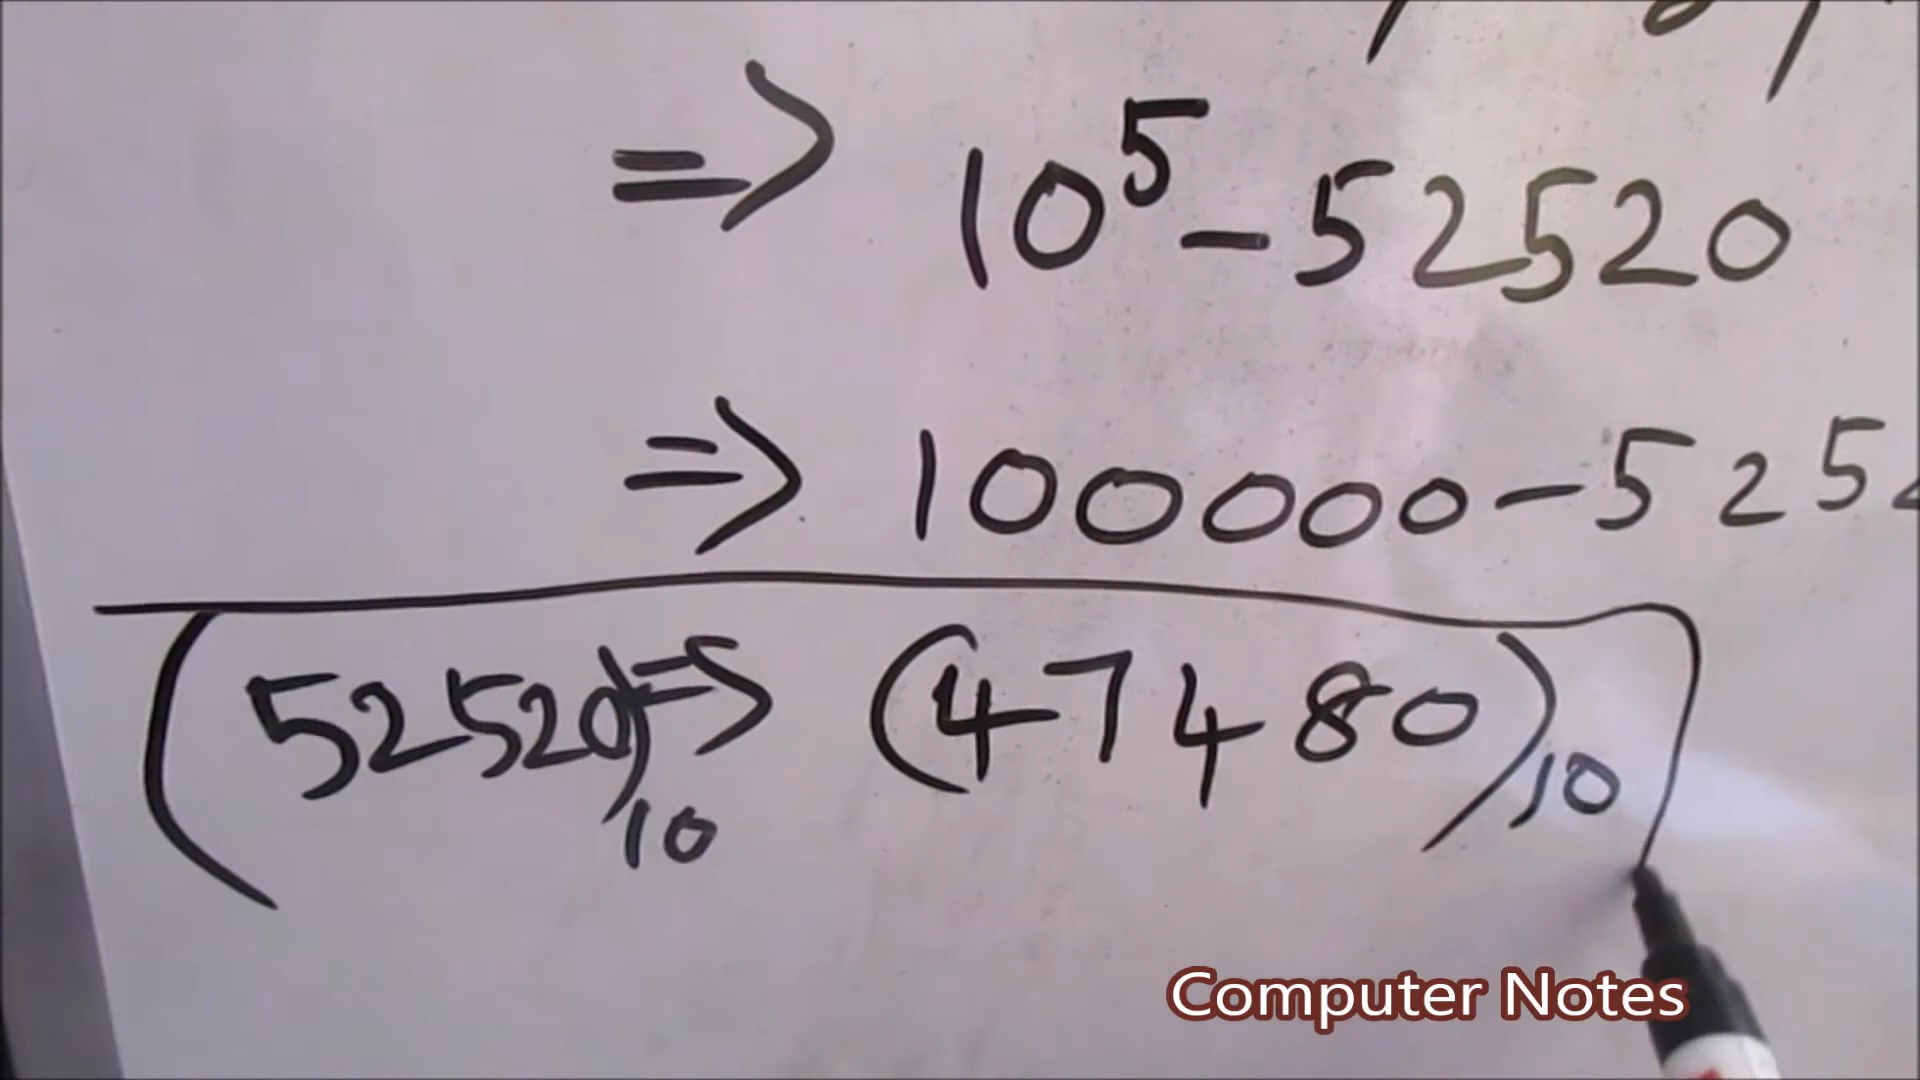 => 10⁵ - 52520
=> 100000 - 525
(52520)₁₀ => (47480)₁₀
Computer Notes